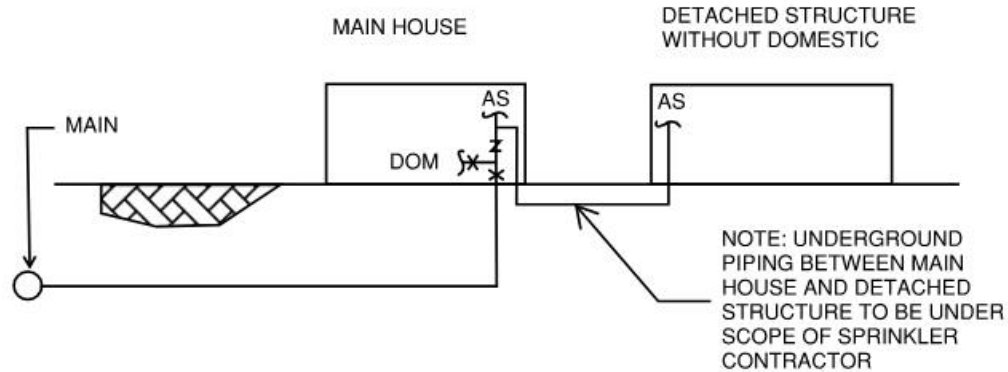 MAIN HOUSE
DETACHED STRUCTURE
WITHOUT DOMESTIC
MAIN
AS
AS
DOM
NOTE: UNDERGROUND
PIPING BETWEEN MAIN
HOUSE AND DETACHED
STRUCTURE TO BE UNDER
SCOPE OF SPRINKLER
CONTRACTOR